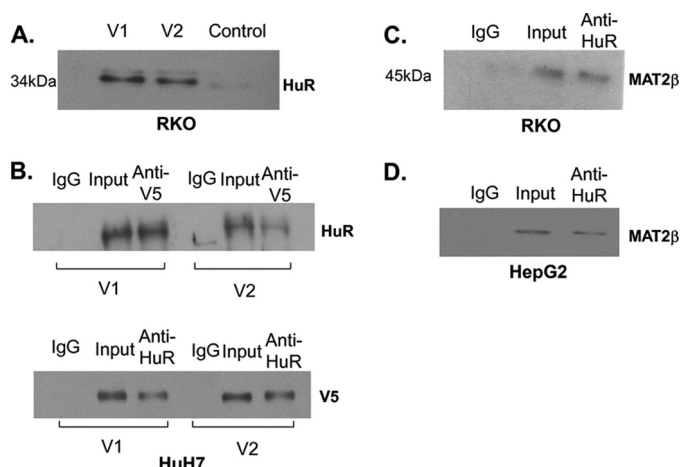 A.
V1 V2 Control
34kDa
HuR
RKO
B.
IgG Input Anti-V5 IgG Input Anti-V5
HuR
V1 V2
IgG Input Anti-HuR IgG Input Anti-HuR
V5
V1 V2
HuH7
C.
IgG Input Anti-HuR
45kDa
MAT2β
RKO
D.
IgG Input Anti-HuR
MAT2β
HepG2